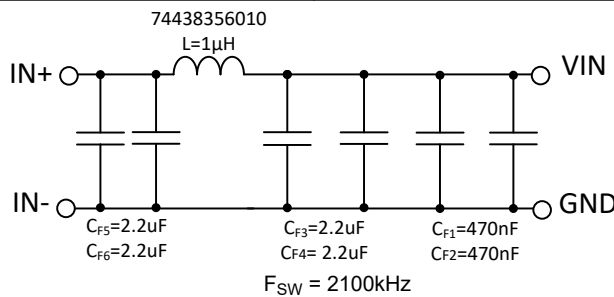 74438356010
L=1µH
IN+
VIN
IN-
GND
CF5=2.2uF
CF6=2.2uF
CF3=2.2uF
CF4= 2.2uF
CF1=470nF
CF2=470nF
FSW = 2100kHz